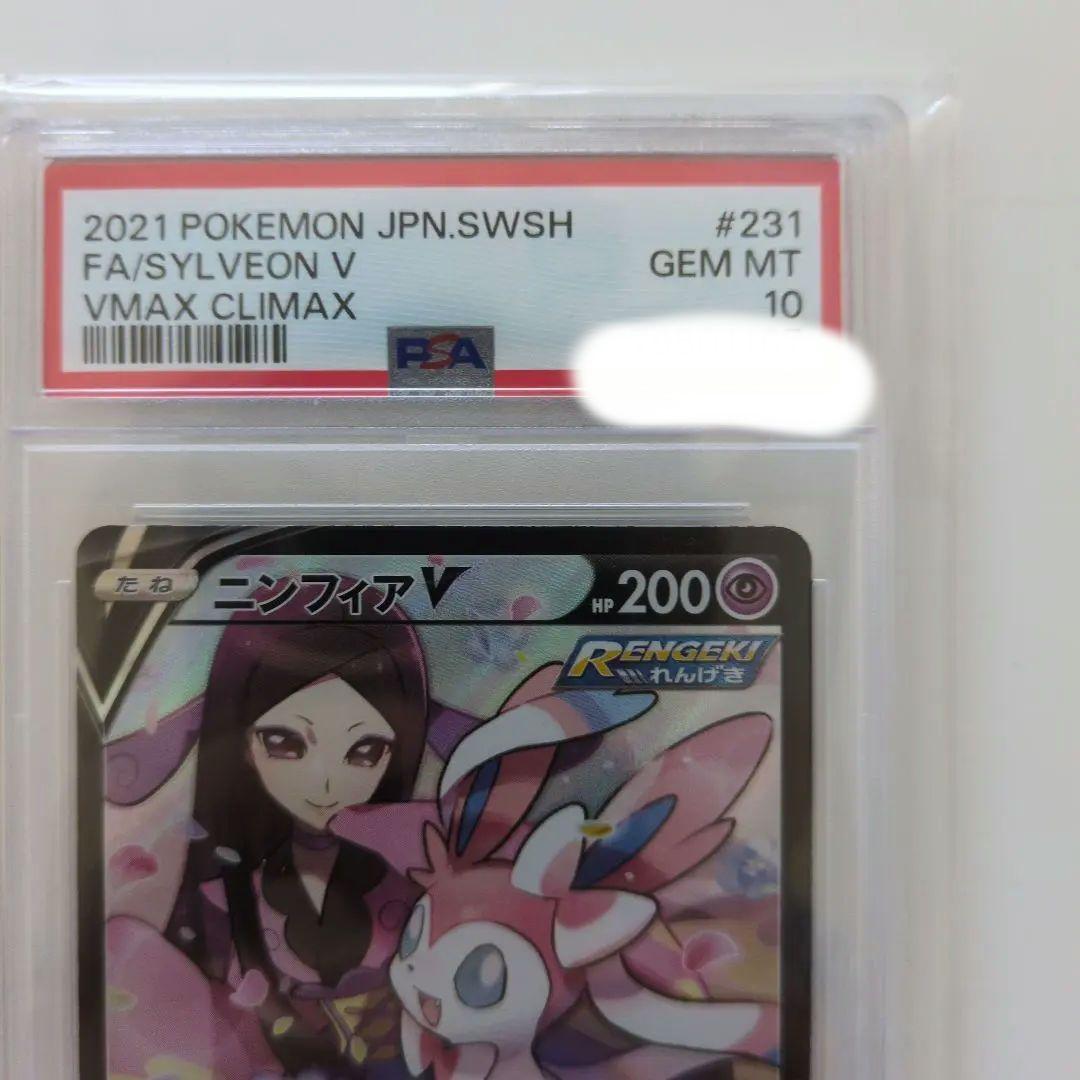 2021 POKEMON JPN.SWSH #231
FA/SYLVEON V GEM MT
VMAX CLIMAX 10
PSA
たね ニンフィアV HP 200
RENGEKI
れんげき